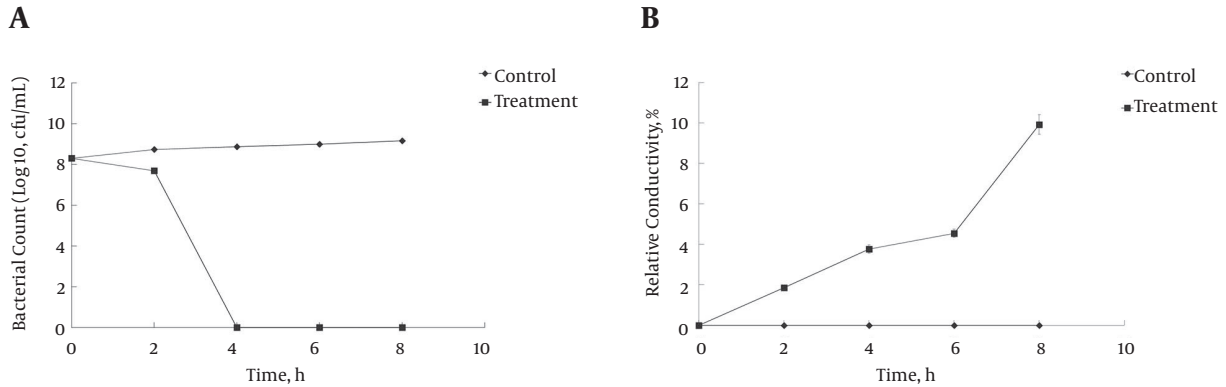 A
Bacterial Count (Log10, cfu/mL)
12
10
8
6
4
2
0
0 2 4 6 8 10
Time, h
Control
Treatment
B
Relative Conductivity, %
12
10
8
6
4
2
0
0 2 4 6 8 10
Time, h
Control
Treatment